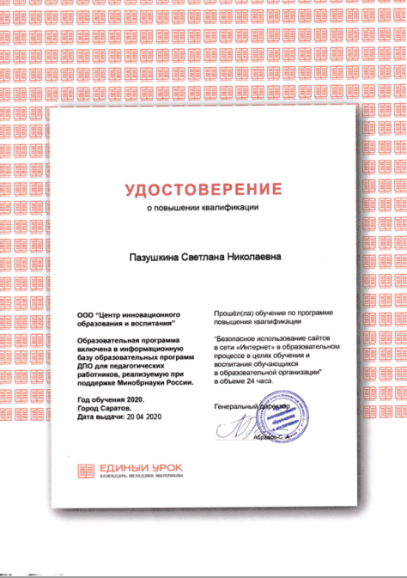 УДОСТОВЕРЕНИЕ
о повышении квалификации
Пазушкина Светлана Николаевна
ООО "Центр инновационного
образования и воспитания"
Образовательная программа
включена в информационную
базу образовательных программ
ДПО для педагогических
работников, реализуемую при
поддержке Минобрнауки России.
Год обучения 2020.
Город Саратов.
Дата выдачи: 20 04 2020
Прошёл(ла) обучение по программе
повышения квалификации
"Безопасное использование сайтов
в сети «Интернет» в образовательном
процессе в целях обучения и
воспитания обучающихся
в образовательной организации"
в объеме 24 часа.
Генеральный директор
ЕДИНЫЙ УРОК
КАЛЕНДАРЬ МЕТОДИКИ МАТЕРИАЛЫ